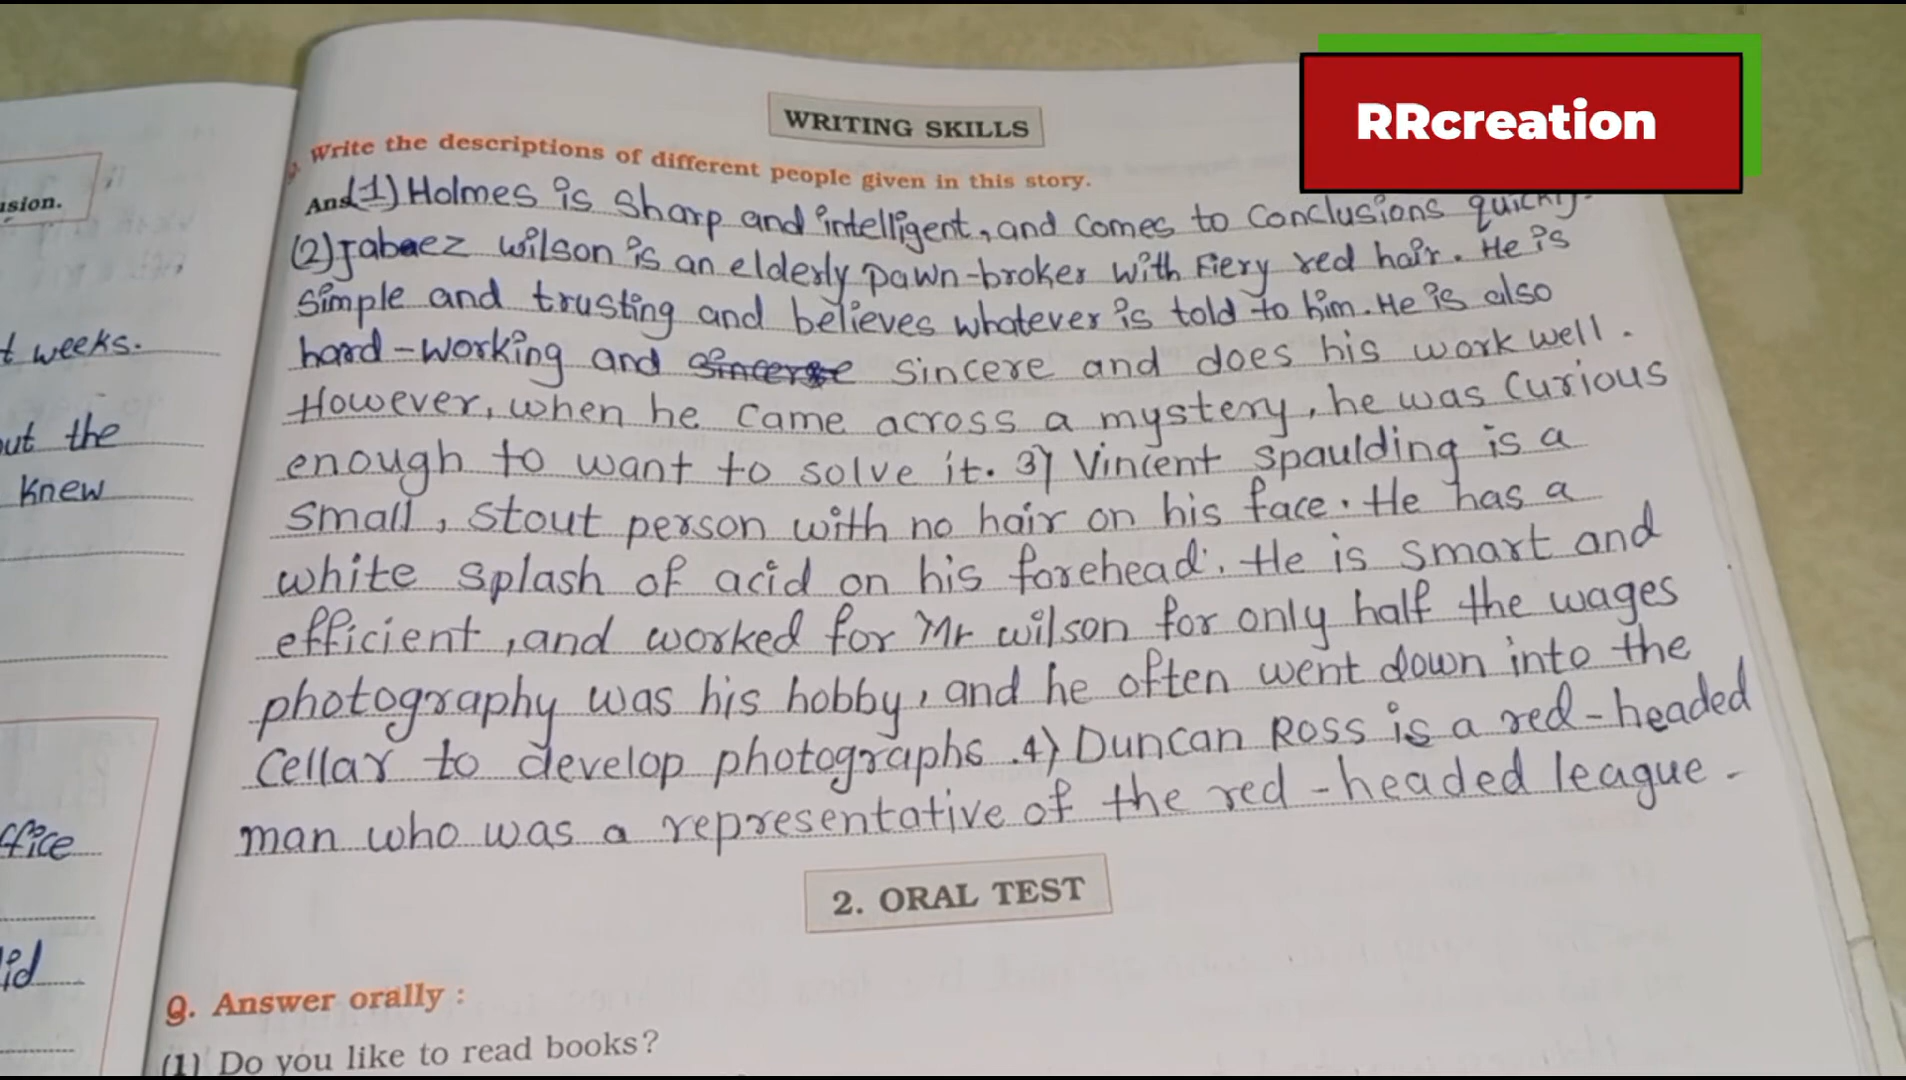 RRcreation
WRITING SKILLS
Write the descriptions of different people given in this story.
Ans (1) Holmes is sharp and intelligent, and comes to conclusions quickly.
(2) Jabaez wilson is an elderly pawn-broker with Fiery red hair. He is
simple and trusting and believes whatever is told to him. He is also
hard-working and sincere sincere and does his work well.
However, when he came across a mystery, he was curious
enough to want to solve it. 3) Vincent spaulding is a
small, stout person with no hair on his face. He has a
white splash of acid on his forehead. He is smart and
efficient, and worked for Mr wilson for only half the wages
photography was his hobby, and he often went down into the
cellar to develop photographs. 4) Duncan Ross is a red-headed
man who was a representative of the red-headed league.
2. ORAL TEST
Q. Answer orally :
(1) Do you like to read books?
t weeks.
the
knew